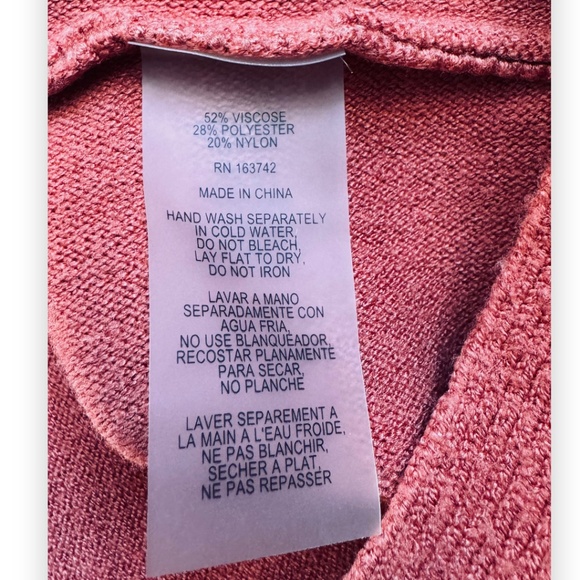 52% VISCOSE
28% POLYESTER
20% NYLON
RN 163742
MADE IN CHINA
HAND WASH SEPARATELY
IN COLD WATER,
DO NOT BLEACH,
LAY FLAT TO DRY,
DO NOT IRON
LAVAR A MANO
SEPARADAMENTE CON
AGUA FRIA,
NO USE BLANQUEADOR,
RECOSTAR PLANAMENTE
PARA SECAR,
NO PLANCHE
LAVER SEPAREMENT A
LA MAIN A L'EAU FROIDE,
NE PAS BLANCHIR,
SECHER A PLAT,
NE PAS REPASSER